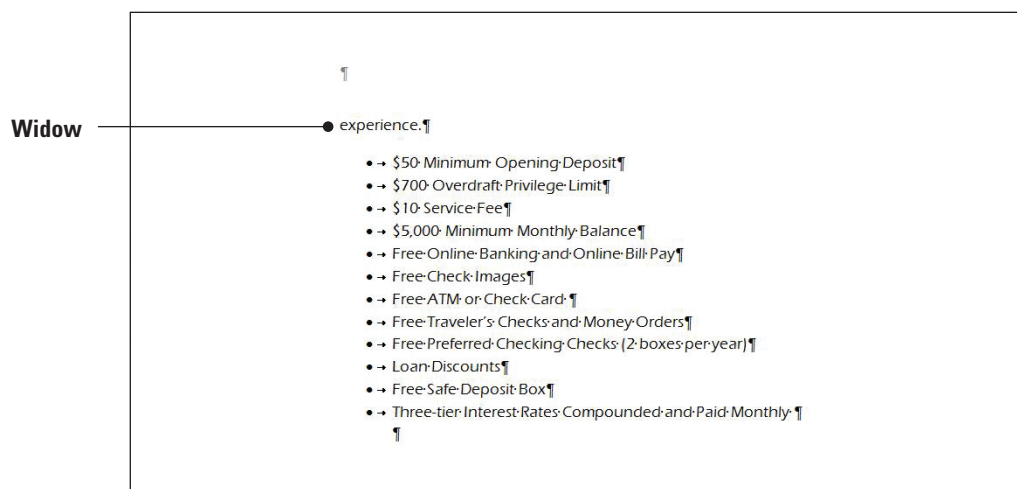 ¶
Widow
experience.¶
• → $50 Minimum Opening Deposit¶
• → $700 Overdraft Privilege Limit¶
• → $10 Service Fee¶
• → $5,000 Minimum Monthly Balance¶
• → Free Online Banking and Online Bill Pay¶
• → Free Check Images¶
• → Free ATM or Check Card ¶
• → Free Traveler's Checks and Money Orders¶
• → Free Preferred Checking Checks (2 boxes per year)¶
• → Loan Discounts¶
• → Free Safe Deposit Box¶
• → Three-tier Interest Rates Compounded and Paid Monthly ¶
¶